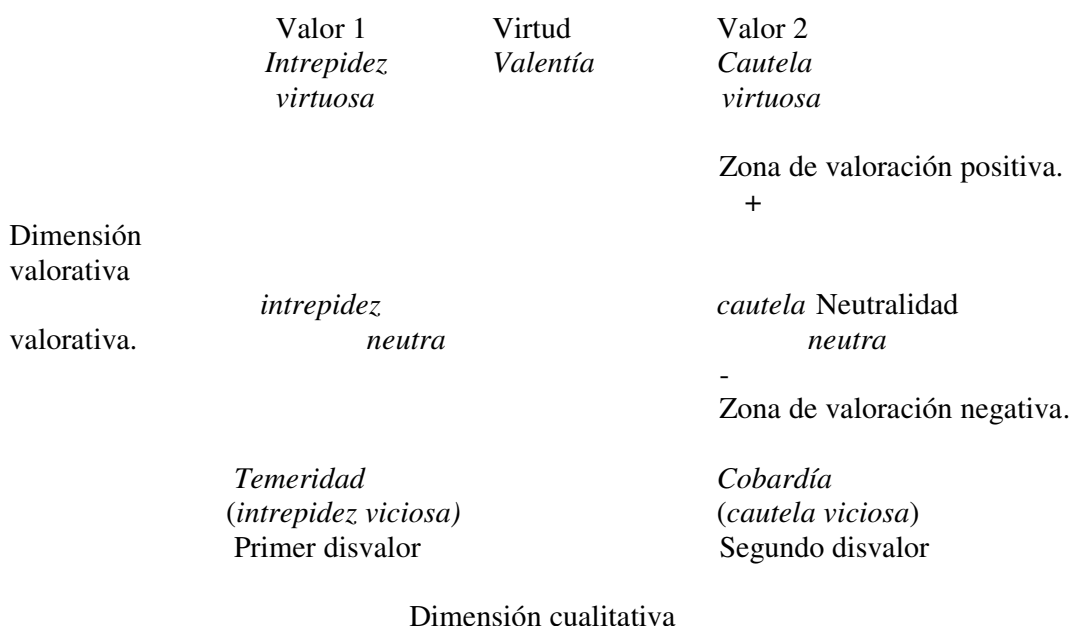 Valor 1 Virtud Valor 2
Intrepidez Valentía Cautela
virtuosa virtuosa
Zona de valoración positiva.
+
Dimensión
valorativa
intrepidez cautela Neutralidad
valorativa. neutra neutra
-
Zona de valoración negativa.
Temeridad Cobardía
(intrepidez viciosa) (cautela viciosa)
Primer disvalor Segundo disvalor
Dimensión cualitativa